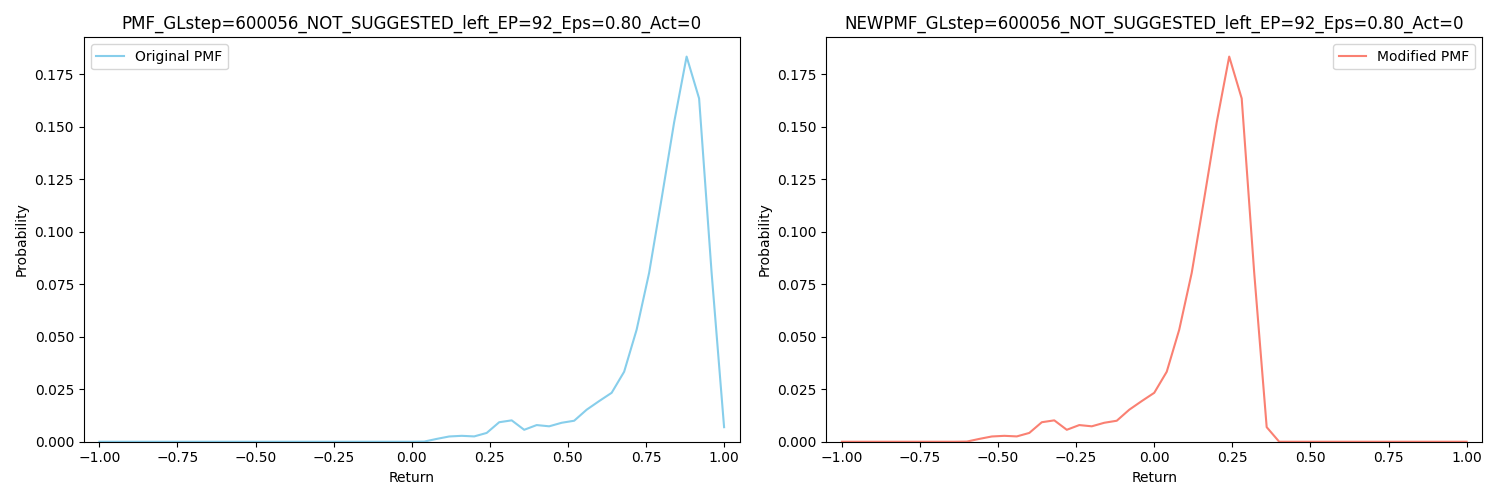 PMF_GLstep=600056_NOT_SUGGESTED_left_EP=92_Eps=0.80_Act=0
Original PMF
0.175
0.150
0.125
0.100
0.075
0.050
0.025
0.000
Probability
−1.00 −0.75 −0.50 −0.25 0.00 0.25 0.50 0.75 1.00
Return
NEWPMF_GLstep=600056_NOT_SUGGESTED_left_EP=92_Eps=0.80_Act=0
Modified PMF
0.175
0.150
0.125
0.100
0.075
0.050
0.025
0.000
Probability
−1.00 −0.75 −0.50 −0.25 0.00 0.25 0.50 0.75 1.00
Return